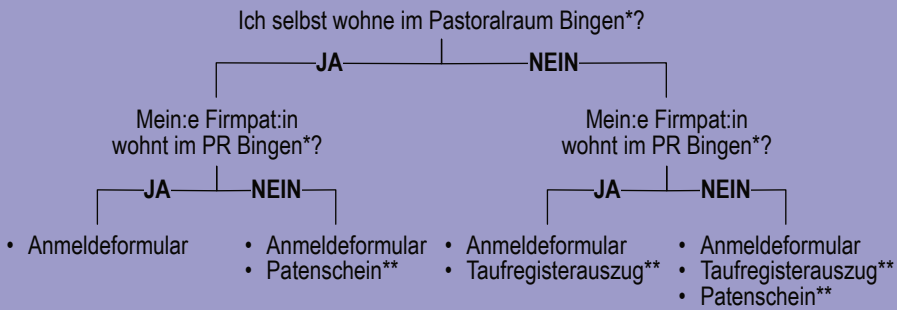 Ich selbst wohne im Pastoralraum Bingen*?
JA
NEIN
Mein:e Firmpat:in
wohnt im PR Bingen*?
JA
NEIN
• Anmeldeformular
• Anmeldeformular
• Patenschein**
Mein:e Firmpat:in
wohnt im PR Bingen*?
JA
NEIN
• Anmeldeformular
• Taufregisterauszug**
• Anmeldeformular
• Taufregisterauszug**
• Patenschein**